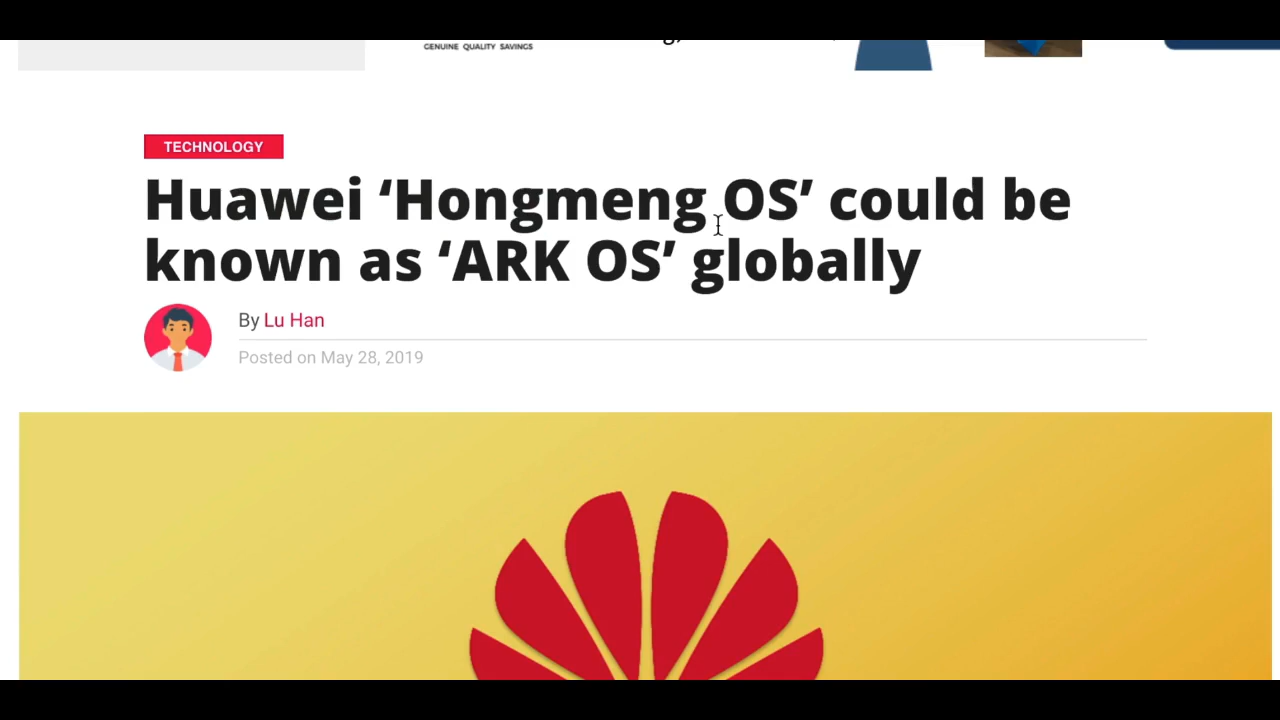 GENUINE QUALITY SAVINGS
TECHNOLOGY
Huawei ‘Hongmeng OS’ could be
known as ‘ARK OS’ globally
By Lu Han
Posted on May 28, 2019